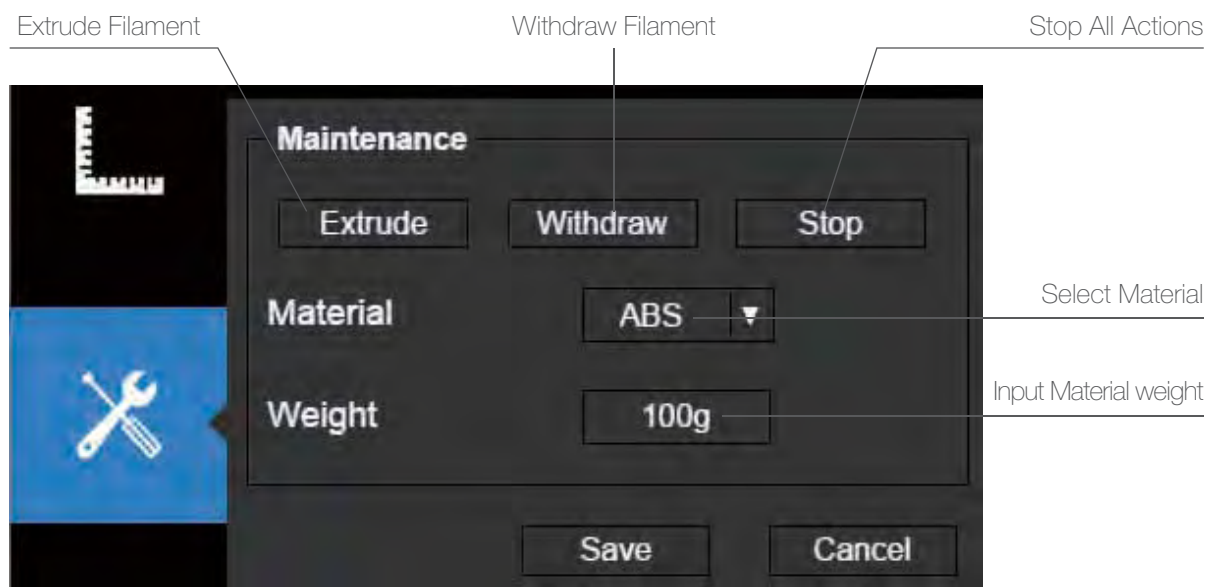 Extrude Filament Withdraw Filament Stop All Actions
Maintenance
Extrude Withdraw Stop
Material ABS Select Material
Weight 100g Input Material weight
Save Cancel